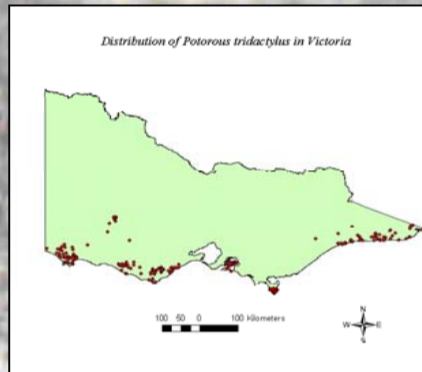 Distribution of Potorous tridactylus in Victoria
100 50 0 100 Kilometers
N
W E
S